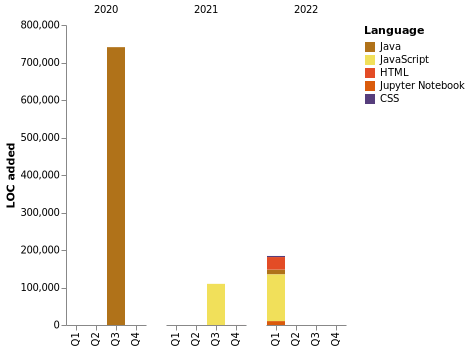 2020 2021 2022
Language
Java
JavaScript
HTML
Jupyter Notebook
CSS
LOC added
800,000
700,000
600,000
500,000
400,000
300,000
200,000
100,000
0
Q1 Q2 Q3 Q4 Q1 Q2 Q3 Q4 Q1 Q2 Q3 Q4